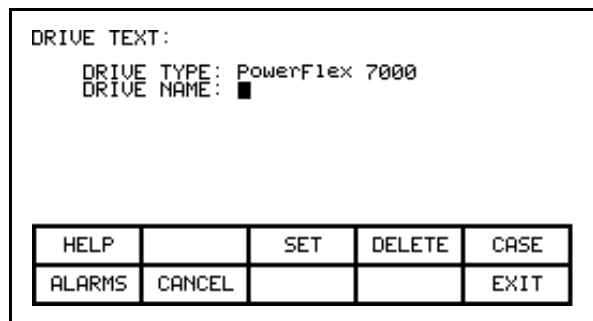 DRIVE TEXT:
DRIVE TYPE: PowerFlex 7000
DRIVE NAME:
HELP SET DELETE CASE
ALARMS CANCEL EXIT